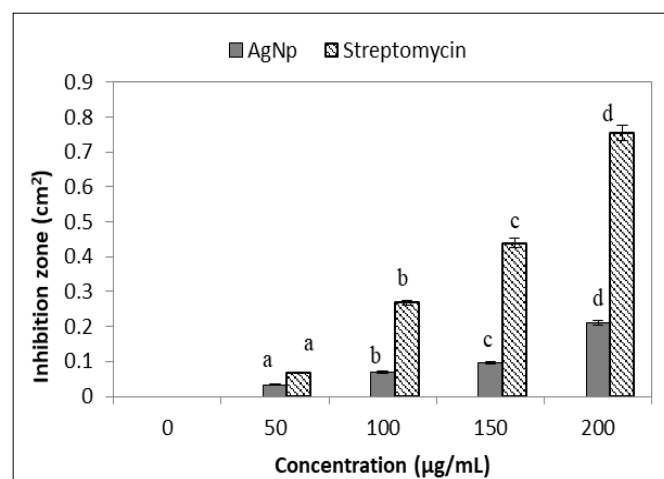 AgNp Streptomycin
0.9
0.8
0.7
0.6
0.5
0.4
0.3
0.2
0.1
0
Inhibition zone (cm²)
a a
b b
c c
d d
0 50 100 150 200
Concentration (µg/mL)